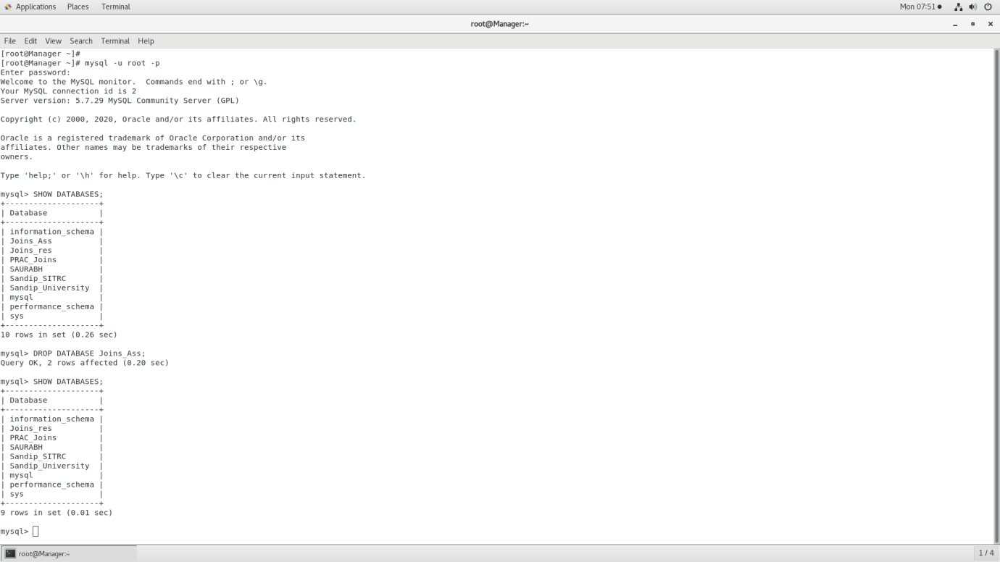 Applications Places Terminal Mon 07:51
root@Manager:~
File Edit View Search Terminal Help
[root@Manager ~]#
[root@Manager ~]# mysql -u root -p
Enter password:
Welcome to the MySQL monitor.  Commands end with ; or \g.
Your MySQL connection id is 2
Server version: 5.7.29 MySQL Community Server (GPL)
Copyright (c) 2000, 2020, Oracle and/or its affiliates. All rights reserved.
Oracle is a registered trademark of Oracle Corporation and/or its
affiliates. Other names may be trademarks of their respective
owners.
Type 'help;' or '\h' for help. Type '\c' to clear the current input statement.
mysql> SHOW DATABASES;
+--------------------+
| Database           |
+--------------------+
| information_schema |
| Joins_Ass          |
| Joins_res          |
| PRAC_Joins         |
| SAURABH            |
| Sandip_SITRC       |
| Sandip_University  |
| mysql              |
| performance_schema |
| sys                |
+--------------------+
10 rows in set (0.26 sec)
mysql> DROP DATABASE Joins_Ass;
Query OK, 2 rows affected (0.20 sec)
mysql> SHOW DATABASES;
+--------------------+
| Database           |
+--------------------+
| information_schema |
| Joins_res          |
| PRAC_Joins         |
| SAURABH            |
| Sandip_SITRC       |
| Sandip_University  |
| mysql              |
| performance_schema |
| sys                |
+--------------------+
9 rows in set (0.01 sec)
mysql>
root@Manager:~ 1 / 4